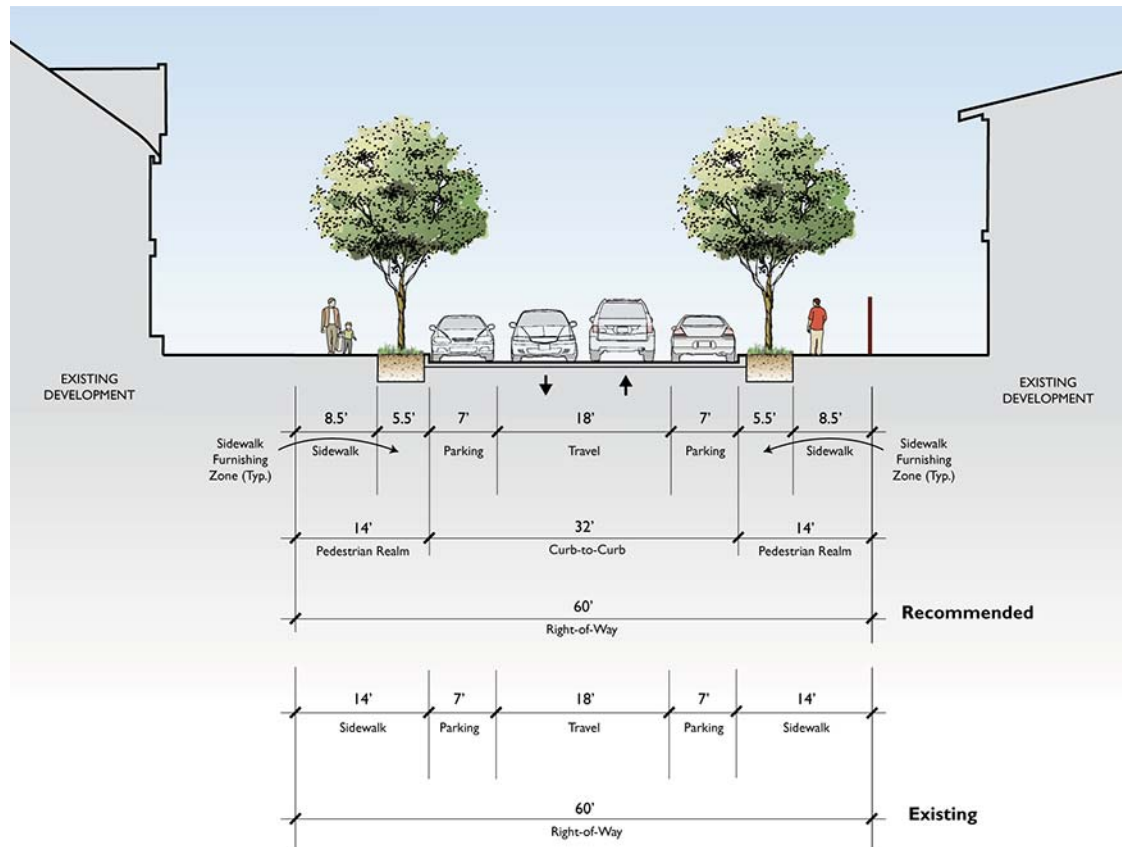 EXISTING
DEVELOPMENT
EXISTING
DEVELOPMENT
8.5' 5.5' 7' 18' 7' 5.5' 8.5'
Sidewalk
Furnishing
Zone (Typ.)
Sidewalk Parking Travel Parking Sidewalk
Sidewalk
Furnishing
Zone (Typ.)
14' 32' 14'
Pedestrian Realm Curb-to-Curb Pedestrian Realm
60'
Right-of-Way
Recommended
14' 7' 18' 7' 14'
Sidewalk Parking Travel Parking Sidewalk
60'
Right-of-Way
Existing